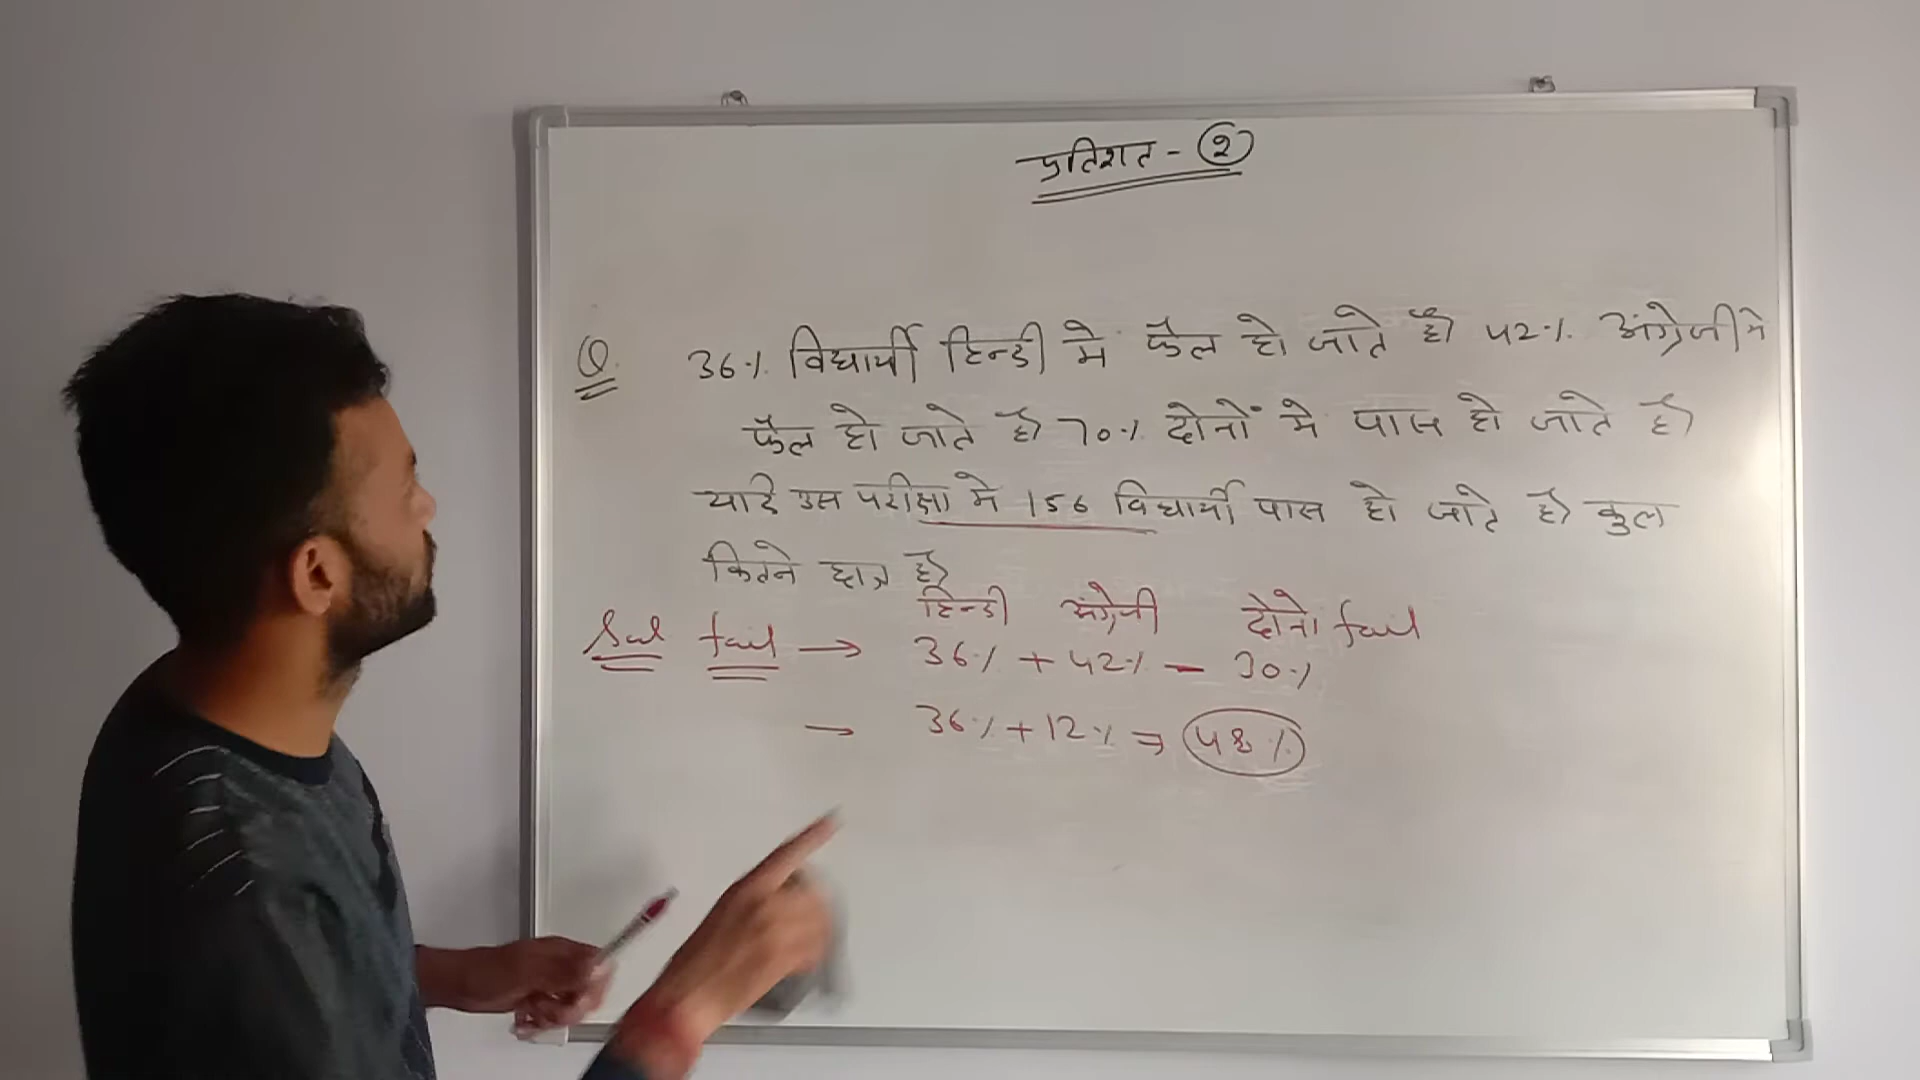 प्रतिशत - 2
Q. 36% विद्यार्थी हिन्दी मे फैल हो जाते है 42% अंग्रेजी मे
फैल हो जाते है 70% दोनों मे पास हो जाते है
यदि उस परीक्षा मे 156 विद्यार्थी पास हो जाते है कुल
कितने छात्र है
हिन्दी अंग्रेजी दोनो fail
Sol fail → 36% + 42% - 30%
→ 36% + 12% ⇒ 48%